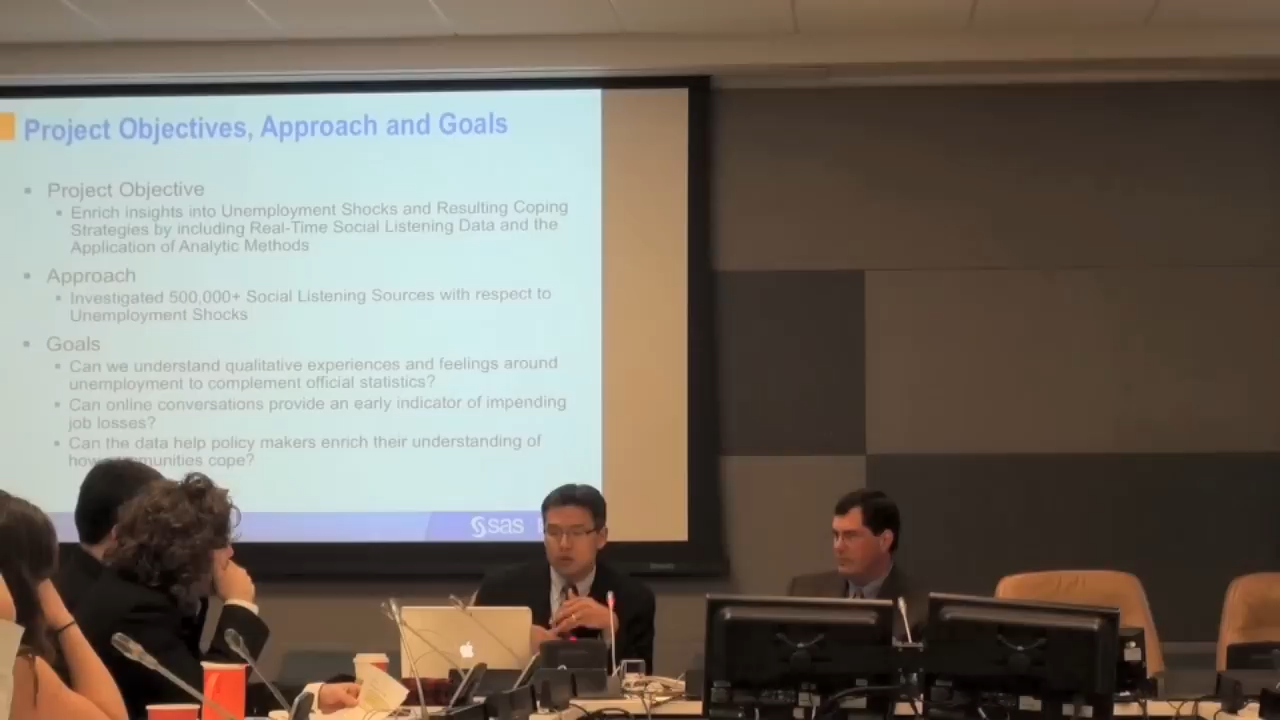 Project Objectives, Approach and Goals
Project Objective
Enrich insights into Unemployment Shocks and Resulting Coping
Strategies by including Real-Time Social Listening Data and the
Application of Analytic Methods
Approach
Investigated 500,000+ Social Listening Sources with respect to
Unemployment Shocks
Goals
Can we understand qualitative experiences and feelings around
unemployment to complement official statistics?
Can online conversations provide an early indicator of impending
job losses?
Can the data help policy makers enrich their understanding of
cope?
sas